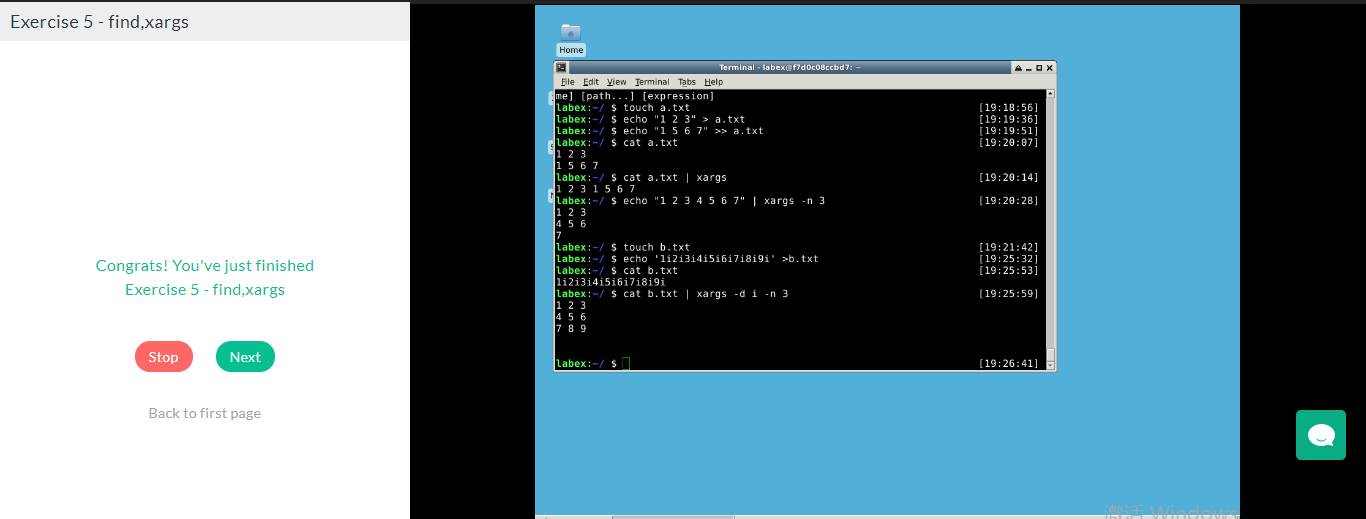 Exercise 5 - find,xargs
Congrats! You've just finished
Exercise 5 - find,xargs
Stop
Next
Back to first page
Home
Terminal - labex@f7d0c08ccbd7: ~
File Edit View Terminal Tabs Help
me] [path...] [expression]
labex:~/ $ touch a.txt [19:18:56]
labex:~/ $ echo "1 2 3" > a.txt [19:19:36]
labex:~/ $ echo "1 5 6 7" >> a.txt [19:19:51]
labex:~/ $ cat a.txt [19:20:07]
1 2 3
1 5 6 7
labex:~/ $ cat a.txt | xargs [19:20:14]
1 2 3 1 5 6 7
labex:~/ $ echo "1 2 3 4 5 6 7" | xargs -n 3 [19:20:28]
1 2 3
4 5 6
7
labex:~/ $ touch b.txt [19:21:42]
labex:~/ $ echo '1i2i3i4i5i6i7i8i9i' >b.txt [19:25:32]
labex:~/ $ cat b.txt [19:25:53]
1i2i3i4i5i6i7i8i9i
labex:~/ $ cat b.txt | xargs -d i -n 3 [19:25:59]
1 2 3
4 5 6
7 8 9
labex:~/ $ [19:26:41]
激活 Windows